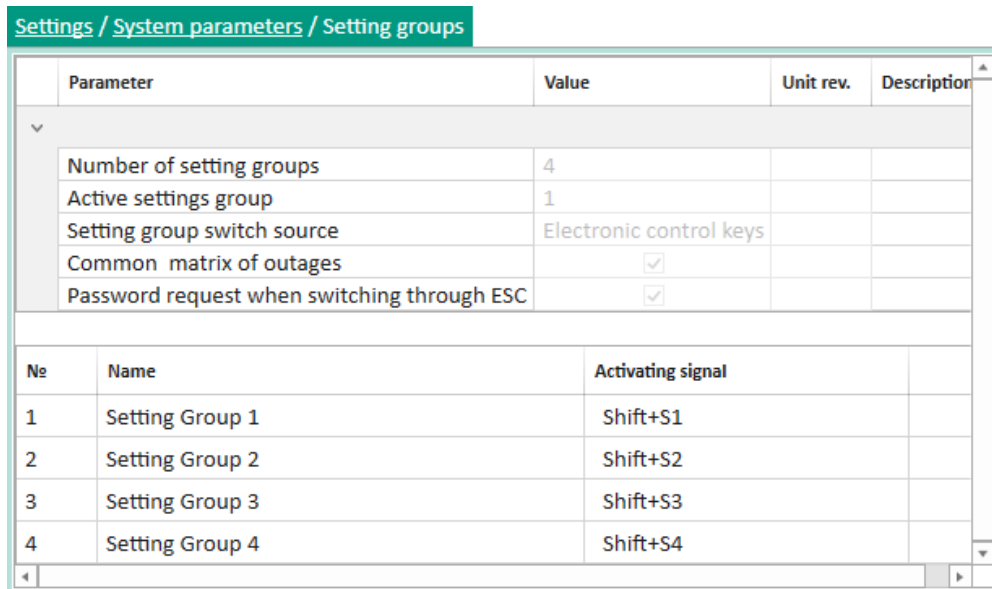 Settings / System parameters / Setting groups
Parameter Value Unit rev. Description
Number of setting groups 4
Active settings group 1
Setting group switch source Electronic control keys
Common matrix of outages
Password request when switching through ESC
№ Name Activating signal
1 Setting Group 1 Shift+S1
2 Setting Group 2 Shift+S2
3 Setting Group 3 Shift+S3
4 Setting Group 4 Shift+S4